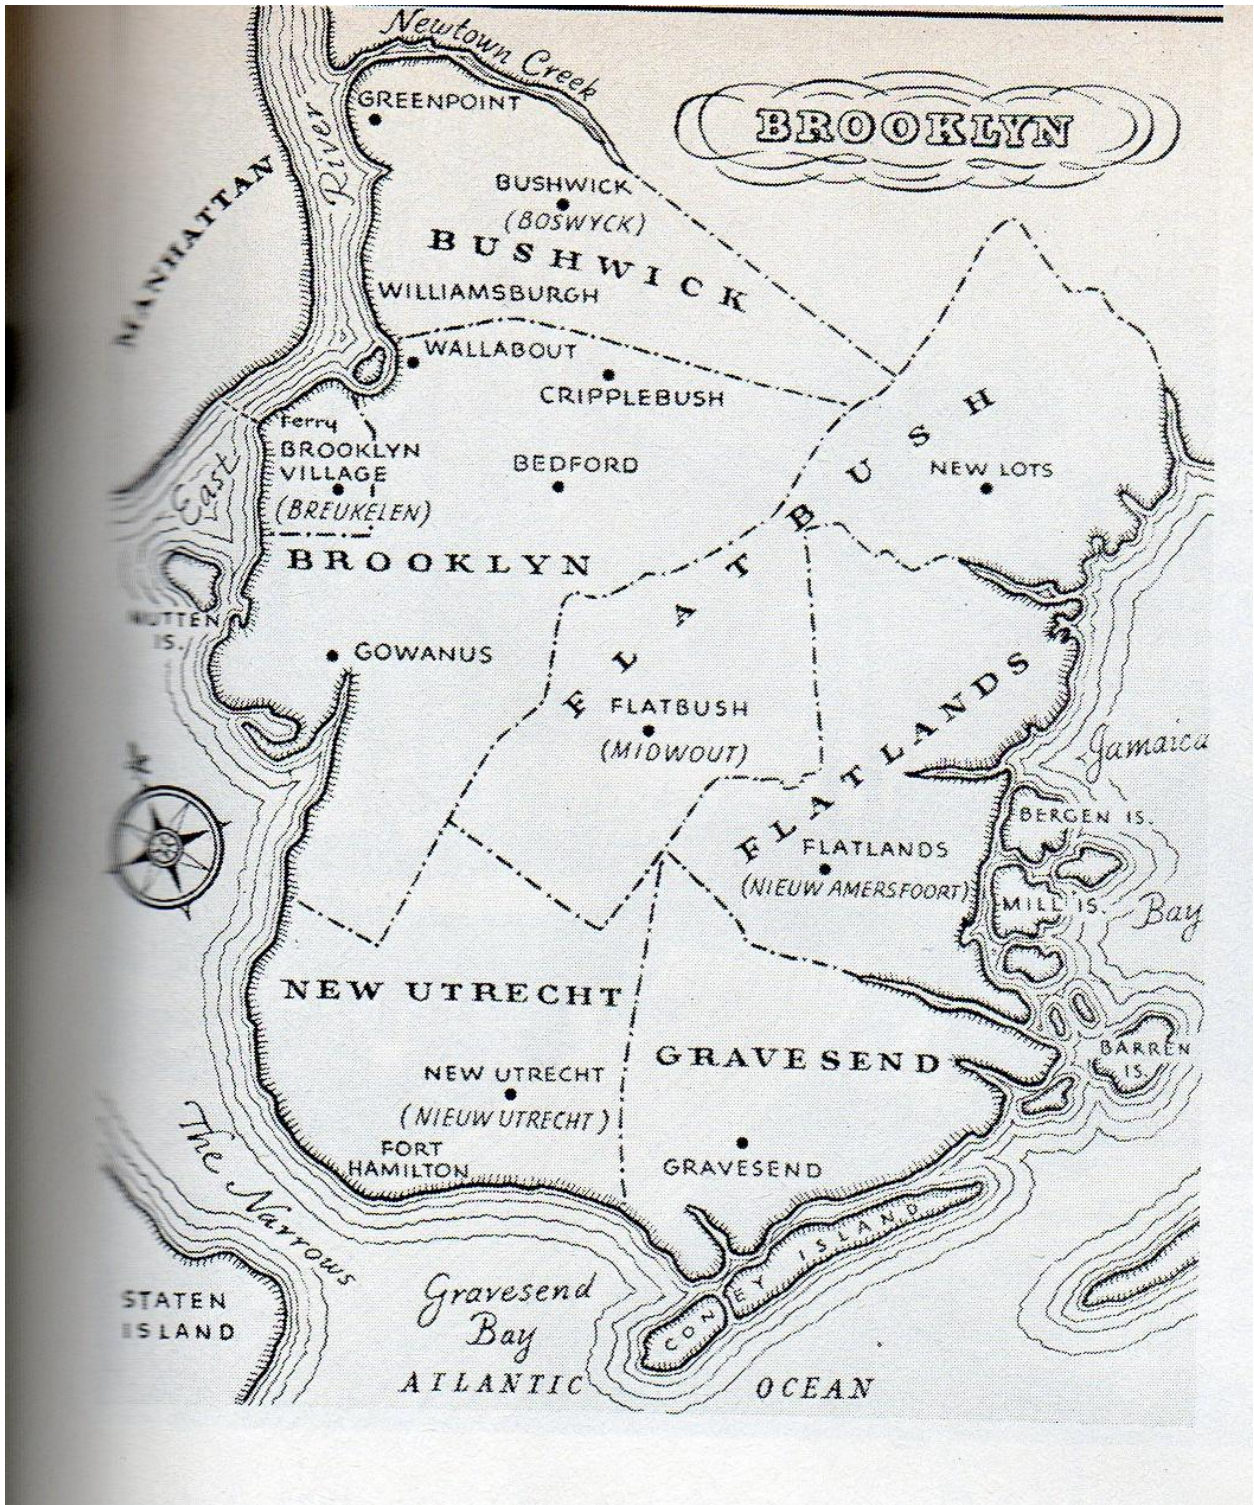 Newtown Creek
BROOKLYN
GREENPOINT
River
MANHATTAN
BUSHWICK
(BOSWYCK)
BUSHWICK
WILLIAMSBURGH
WALLABOUT
CRIPPLEBUSH
Ferry
BROOKLYN
VILLAGE
(BREUKELEN)
East
BEDFORD
NEW LOTS
FLATBUSH
BROOKLYN
NUTTEN
IS.
GOWANUS
FLATBUSH
(MIDWOUT)
FLATLANDS
Jamaica
BERGEN IS.
FLATLANDS
(NIEUW AMERSFOORT)
MILL IS.
Bay
NEW UTRECHT
GRAVESEND
BARREN
IS.
NEW UTRECHT
(NIEUW UTRECHT)
FORT
HAMILTON
GRAVESEND
The Narrows
CONEY ISLAND
STATEN
ISLAND
Gravesend
Bay
ATLANTIC OCEAN